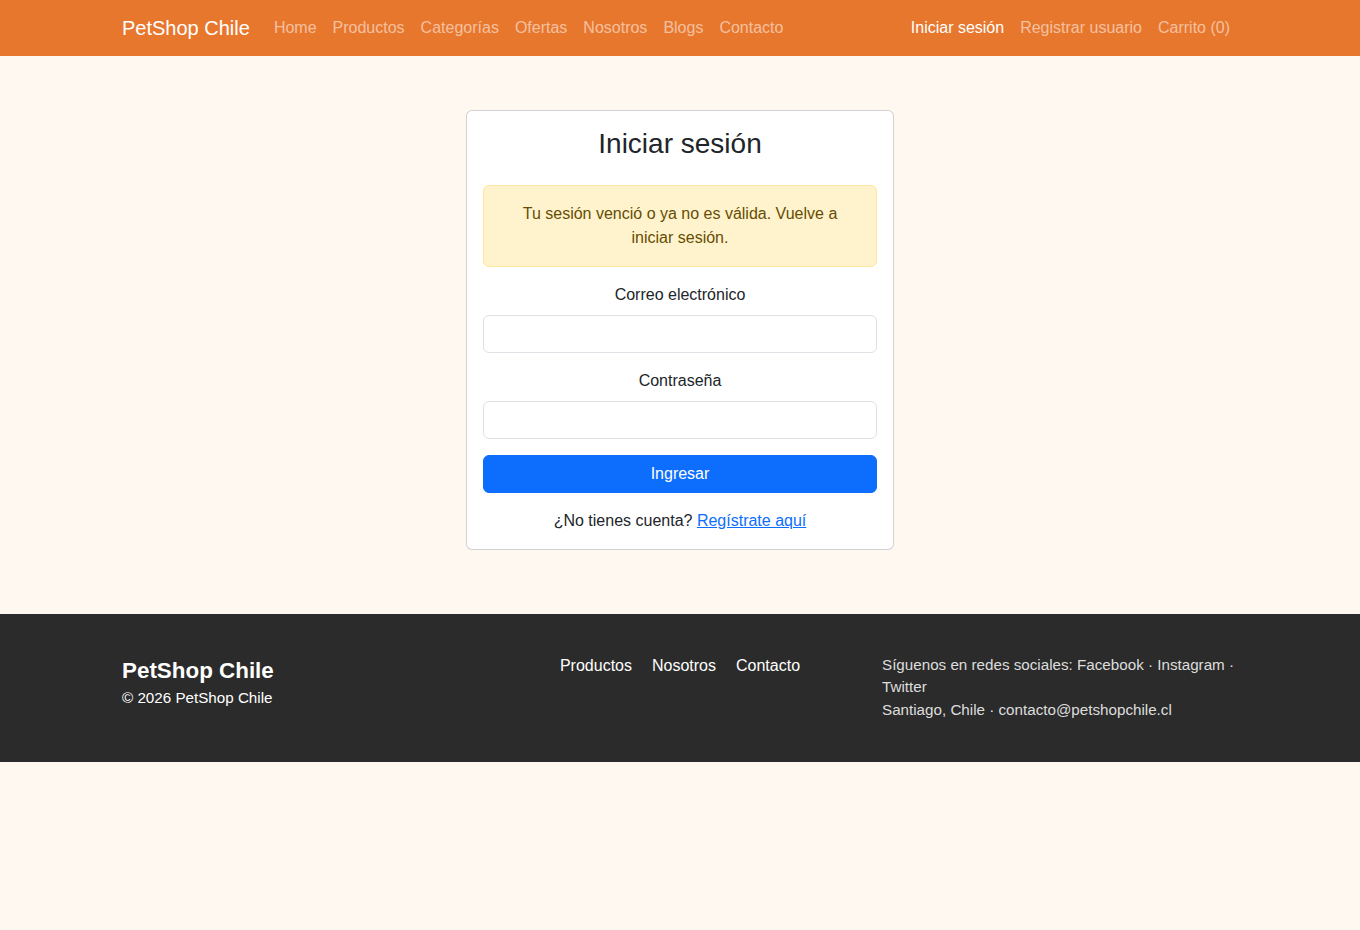 PetShop Chile Home Productos Categorías Ofertas Nosotros Blogs Contacto Iniciar sesión Registrar usuario Carrito (0)
Iniciar sesión
Tu sesión venció o ya no es válida. Vuelve a
iniciar sesión.
Correo electrónico
Contraseña
Ingresar
¿No tienes cuenta? Regístrate aquí
PetShop Chile
© 2026 PetShop Chile
Productos Nosotros Contacto
Síguenos en redes sociales: Facebook · Instagram ·
Twitter
Santiago, Chile · contacto@petshopchile.cl